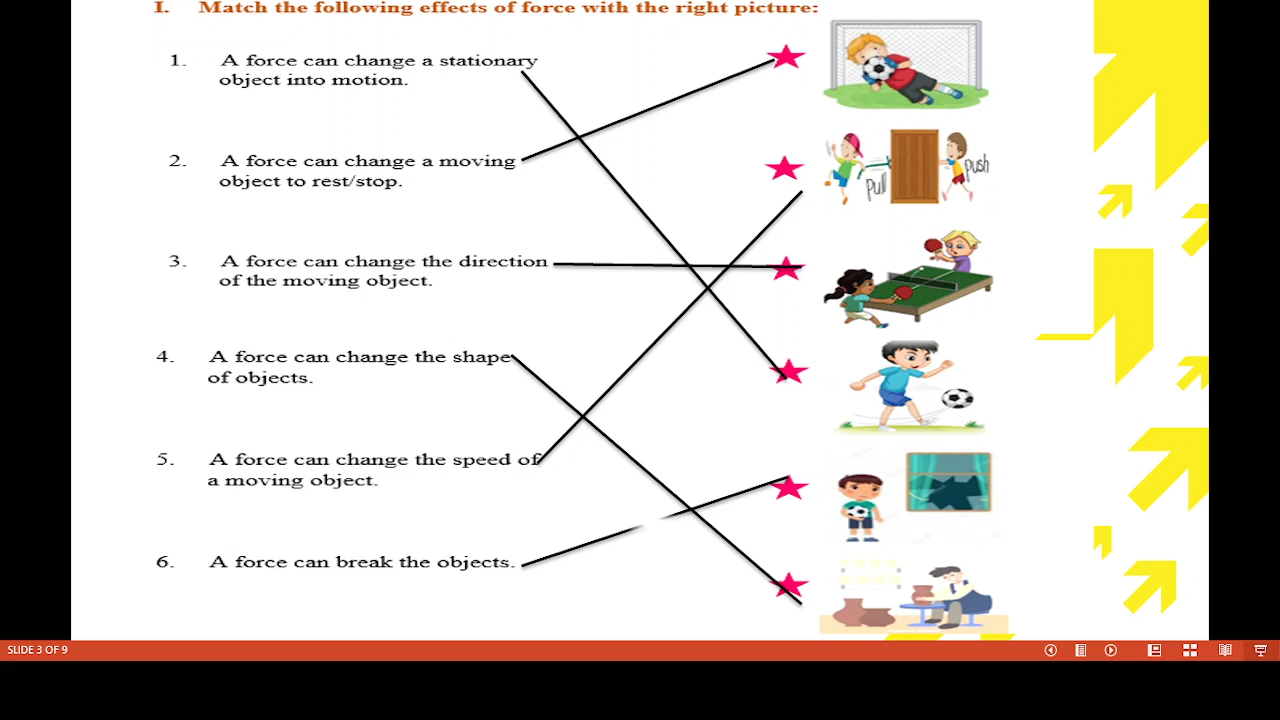 I. Match the following effects of force with the right picture:
1. A force can change a stationary
object into motion.
2. A force can change a moving
object to rest/stop.
pull
push
3. A force can change the direction
of the moving object.
4. A force can change the shape
of objects.
5. A force can change the speed of
a moving object.
6. A force can break the objects.
SLIDE 3 OF 9